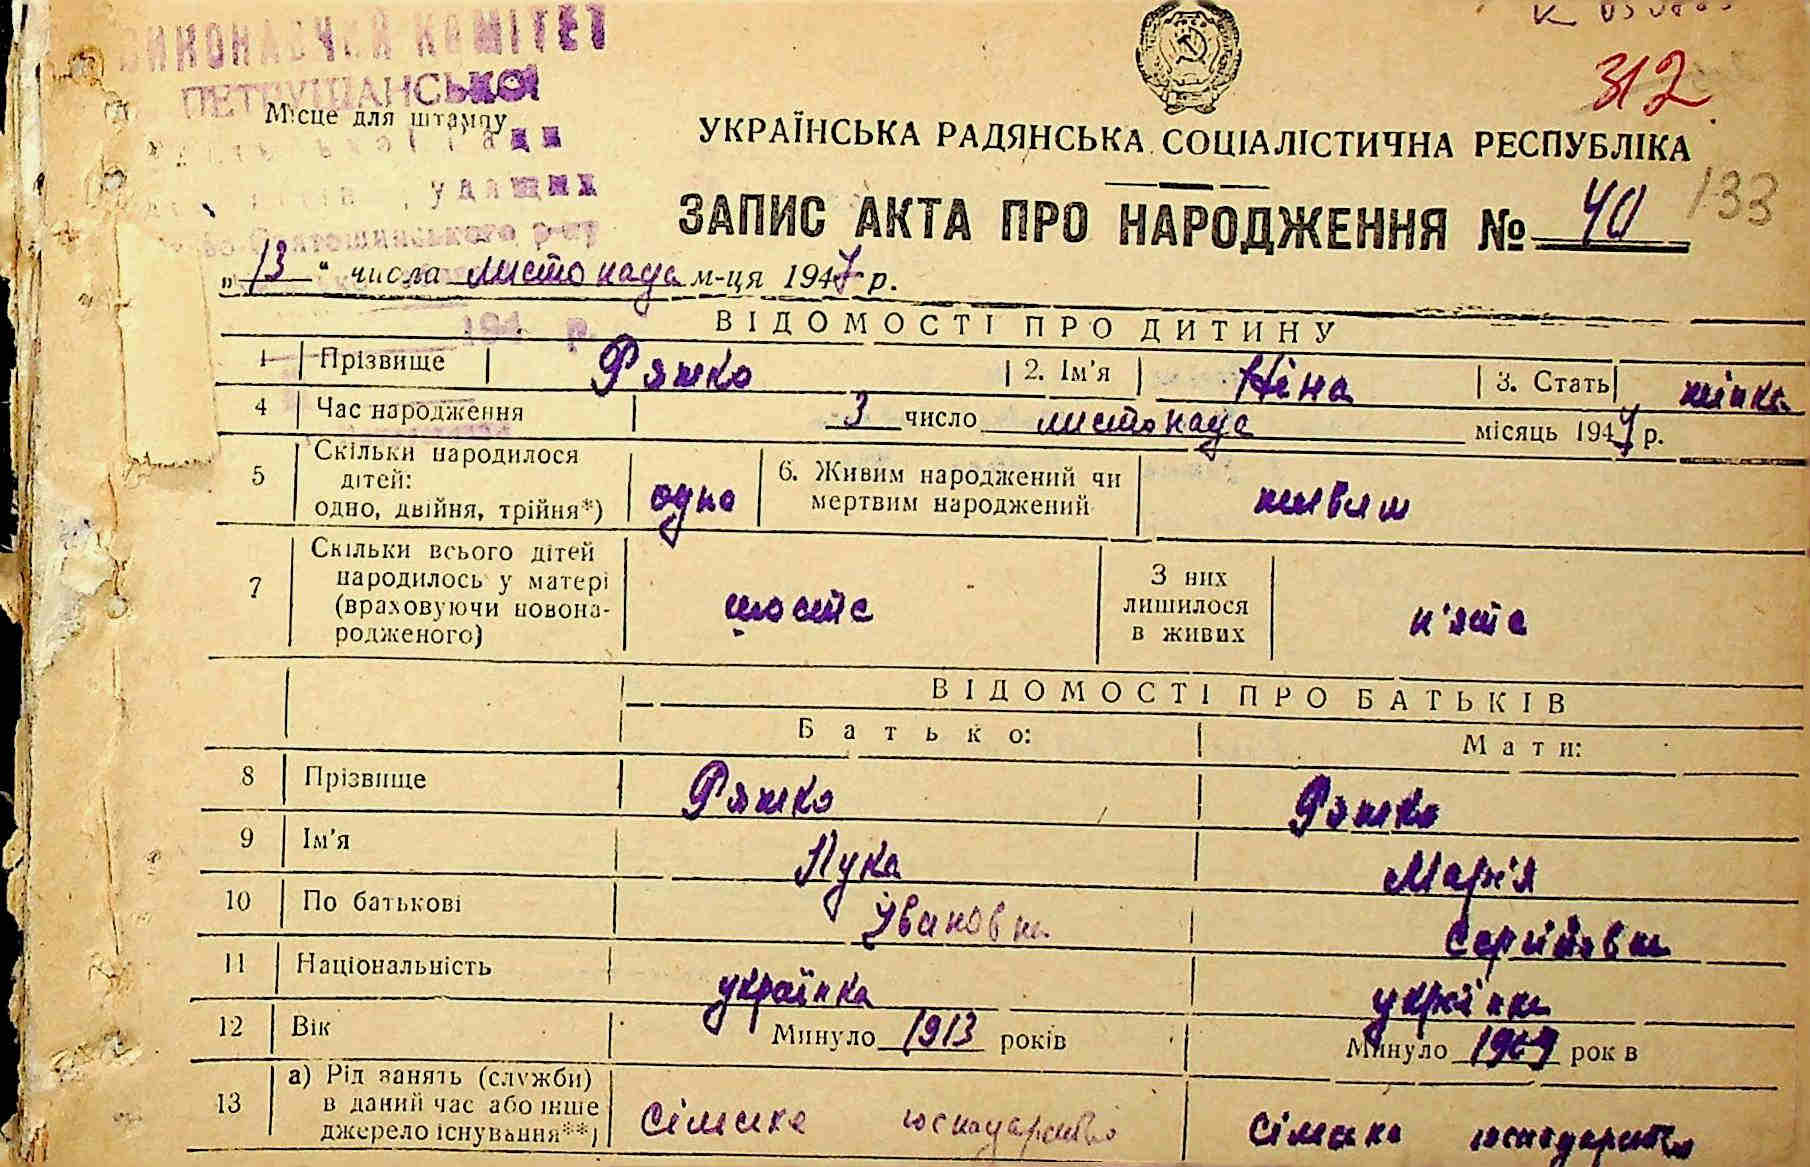 ВИКОНАВЧИЙ КОМІТЕТ
ПЕТРУШАНСЬКОЇ
Місце для штампу
312
УКРАЇНСЬКА РАДЯНСЬКА СОЦІАЛІСТИЧНА РЕСПУБЛІКА
ЗАПИС АКТА ПРО НАРОДЖЕННЯ № 40 133
„13“ числа листопада м-ця 1947 р.
194 р.
ВІДОМОСТІ ПРО ДИТИНУ
1 Прізвище Ряшко 2. Ім'я Ніна 3. Стать жінка
4 Час народження 3 число листопада місяць 1947 р.
5 Скільки народилося дітей: одно, двійня, трійня*) одно 6. Живим народжений чи мертвим народжений живим
7 Скільки всього дітей народилось у матері (враховуючи новонародженого) шосте З них лишилося в живих п'яте
ВІДОМОСТІ ПРО БАТЬКІВ
Батько: Мати:
8 Прізвище Ряшко Ряшко
9 Ім'я Лука Марія
10 По батькові Івановна Сергіївна
11 Національність українка українка
12 Вік Минуло 1913 років Минуло 1909 рок в
13 а) Рід занять (служби) в даний час або інше джерело існування**) Сільське господарство Сільське господарство